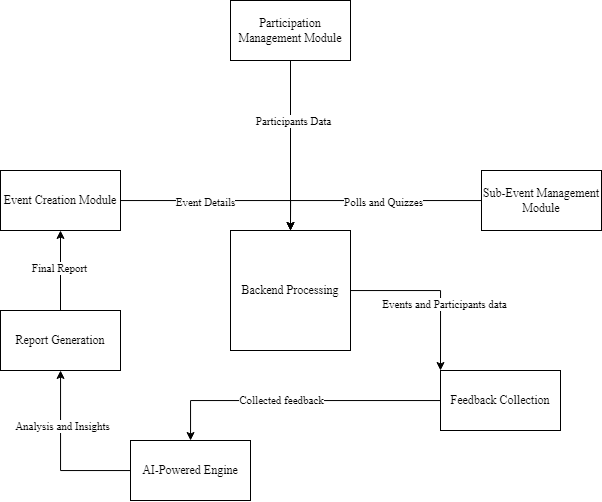 Participation
Management Module
Participants Data
Event Creation Module
Event Details
Polls and Quizzes
Sub-Event Management
Module
Final Report
Backend Processing
Events and Participants data
Report Generation
Collected feedback
Feedback Collection
Analysis and Insights
AI-Powered Engine